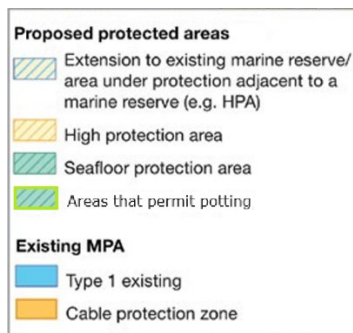 Proposed protected areas
Extension to existing marine reserve/
area under protection adjacent to a
marine reserve (e.g. HPA)
High protection area
Seafloor protection area
Areas that permit potting
Existing MPA
Type 1 existing
Cable protection zone